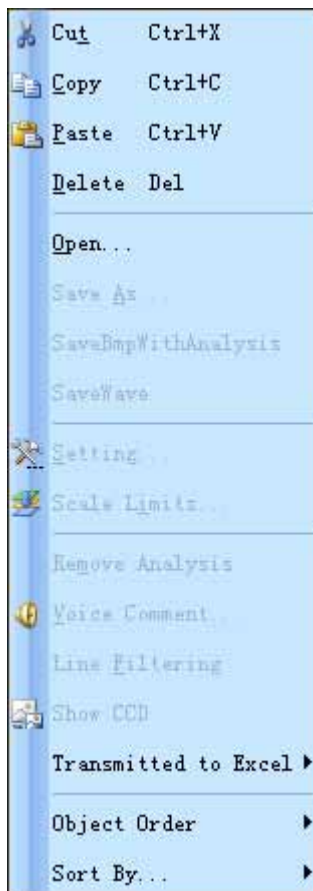 Cut Ctrl+X
Copy Ctrl+C
Paste Ctrl+V
Delete Del
Open...
Save As ...
SaveBmpWithAnalysis
SaveWave
Setting...
Scale Limits...
Remove Analysis
Voice Comment...
Line Filtering
Show CCD
Transmitted to Excel
Object Order
Sort By...